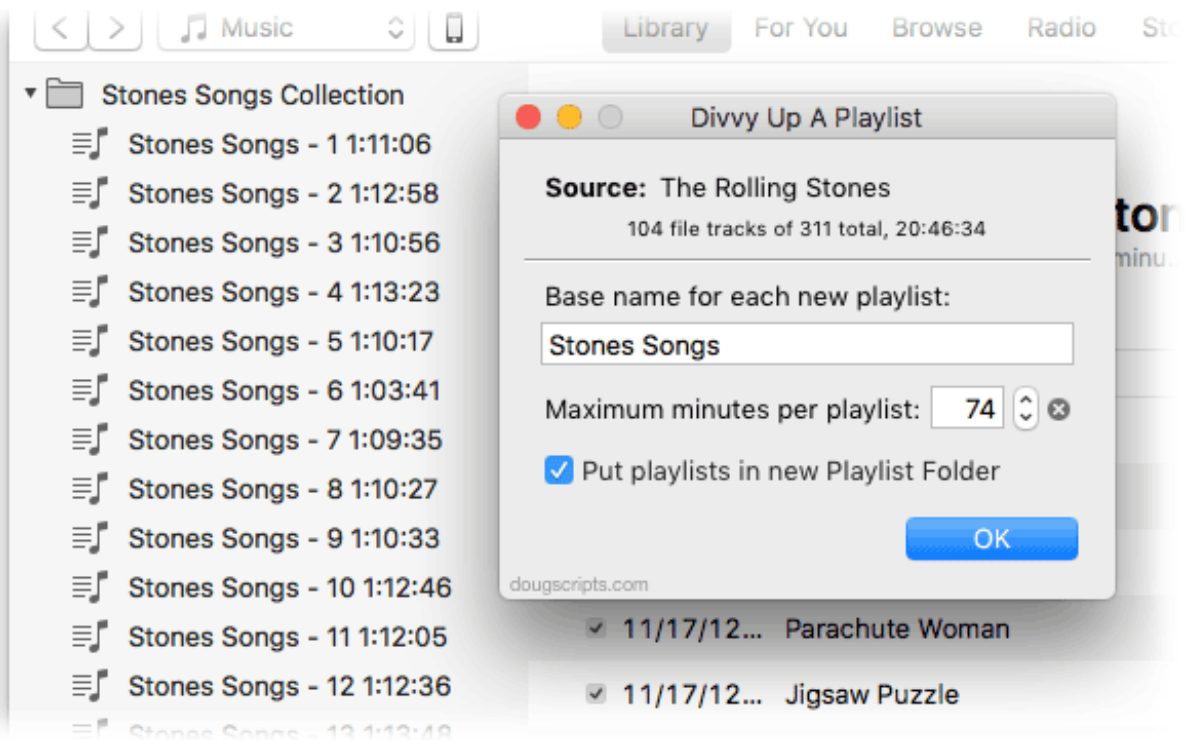 Music
Library For You Browse Radio
Stones Songs Collection
Stones Songs - 1 1:11:06
Stones Songs - 2 1:12:58
Stones Songs - 3 1:10:56
Stones Songs - 4 1:13:23
Stones Songs - 5 1:10:17
Stones Songs - 6 1:03:41
Stones Songs - 7 1:09:35
Stones Songs - 8 1:10:27
Stones Songs - 9 1:10:33
Stones Songs - 10 1:12:46
Stones Songs - 11 1:12:05
Stones Songs - 12 1:12:36
Stones Songs - 13 1:13:48
Divvy Up A Playlist
Source: The Rolling Stones
104 file tracks of 311 total, 20:46:34
Base name for each new playlist:
Stones Songs
Maximum minutes per playlist: 74
Put playlists in new Playlist Folder
OK
dougscripts.com
11/17/12... Parachute Woman
11/17/12... Jigsaw Puzzle